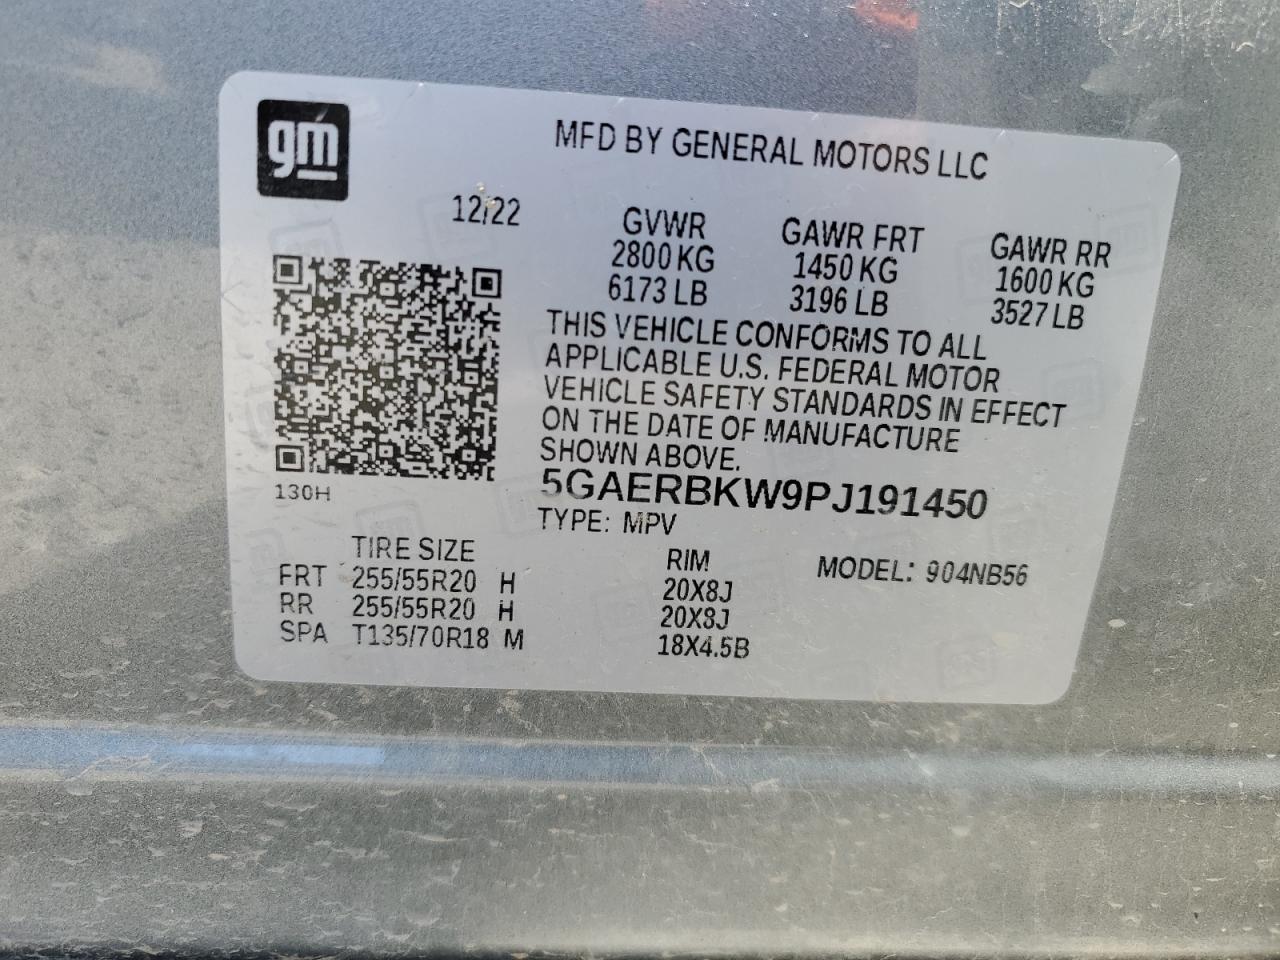 gm
MFD BY GENERAL MOTORS LLC
12/22
GVWR GAWR FRT GAWR RR
2800 KG 1450 KG 1600 KG
6173 LB 3196 LB 3527 LB
THIS VEHICLE CONFORMS TO ALL
APPLICABLE U.S. FEDERAL MOTOR
VEHICLE SAFETY STANDARDS IN EFFECT
ON THE DATE OF MANUFACTURE
SHOWN ABOVE.
130H
5GAERBKW9PJ191450
TYPE: MPV
TIRE SIZE RIM MODEL: 904NB56
FRT 255/55R20 H 20X8J
RR 255/55R20 H 20X8J
SPA T135/70R18 M 18X4.5B